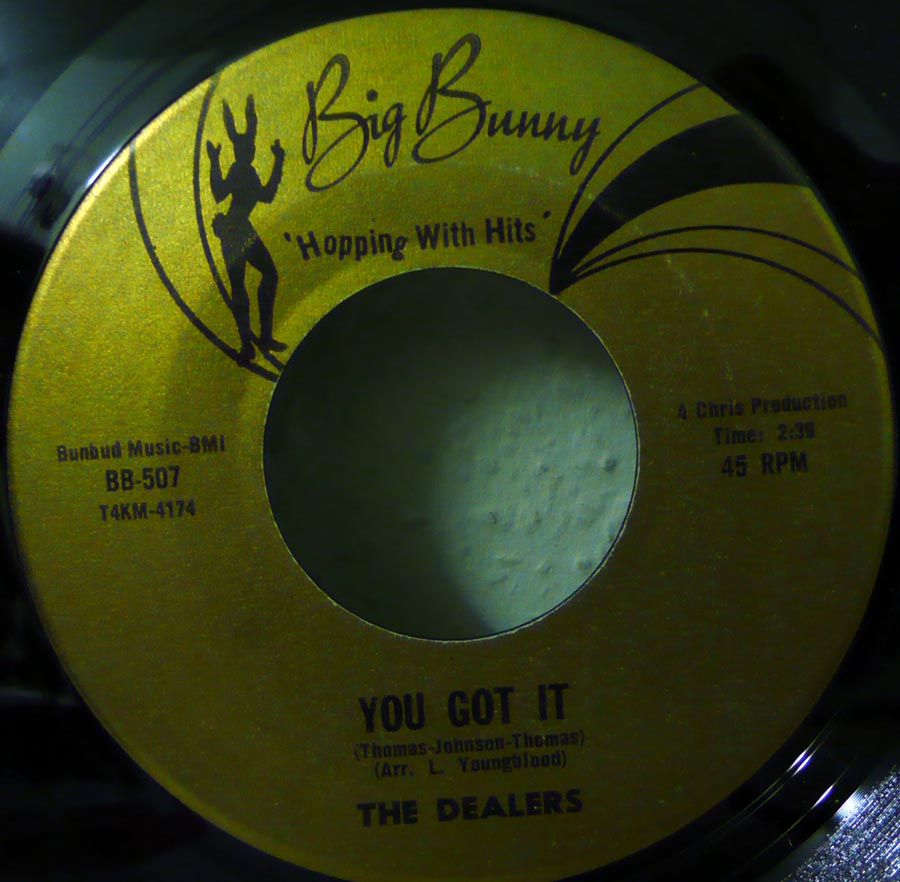 Big Bunny
'Hopping With Hits'
Bunbud Music-BMI
BB-507
T4KM-4174
4 Chris Production
Time: 2:39
45 RPM
YOU GOT IT
(Thomas-Johnson-Thomas)
(Arr. L. Youngblood)
THE DEALERS